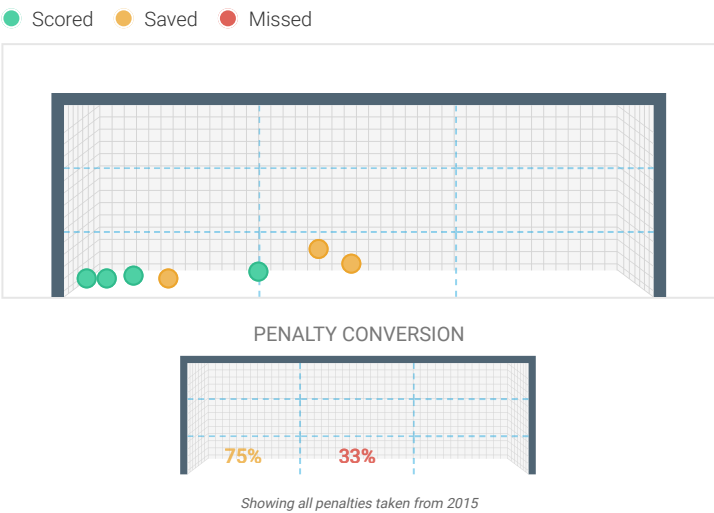 Scored Saved Missed
PENALTY CONVERSION
75% 33%
Showing all penalties taken from 2015